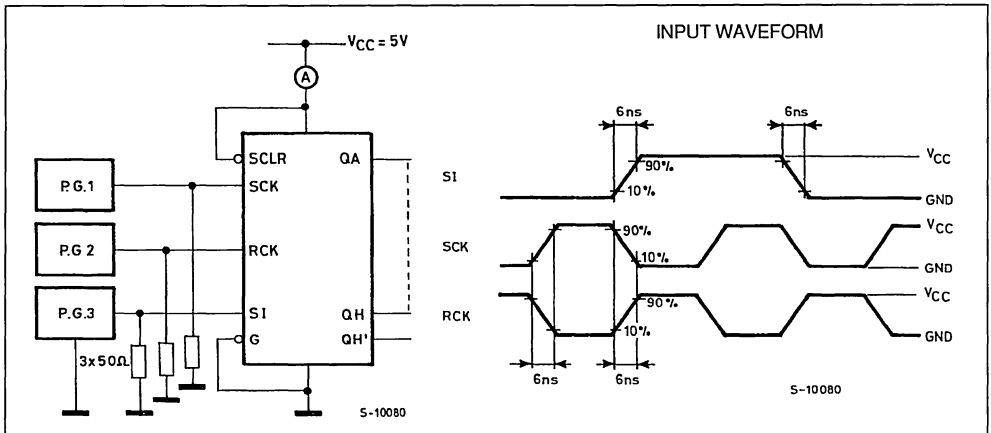 INPUT WAVEFORM
VCC = 5V
A
SCLR
QA
P.G.1
SCK
P.G 2
RCK
P.G.3
SI
QH
G
QH'
3x50Ω
S-10080
6ns
6ns
SI
90%
10%
VCC
GND
SCK
90%
10%
VCC
GND
RCK
90%
10%
VCC
GND
6ns
6ns
S-10080